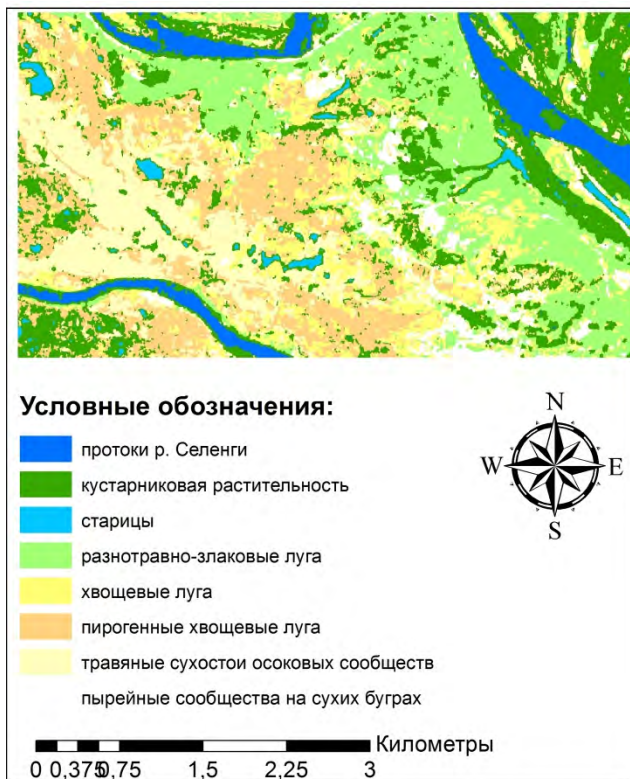 Условные обозначения:
протоки р. Селенги
кустарниковая растительность
старицы
разнотравно-злаковые луга
хвощевые луга
пирогенные хвощевые луга
травяные сухостои осоковых сообществ
пырейные сообщества на сухих буграх
N
W E
S
Километры
0 0,375 0,75 1,5 2,25 3